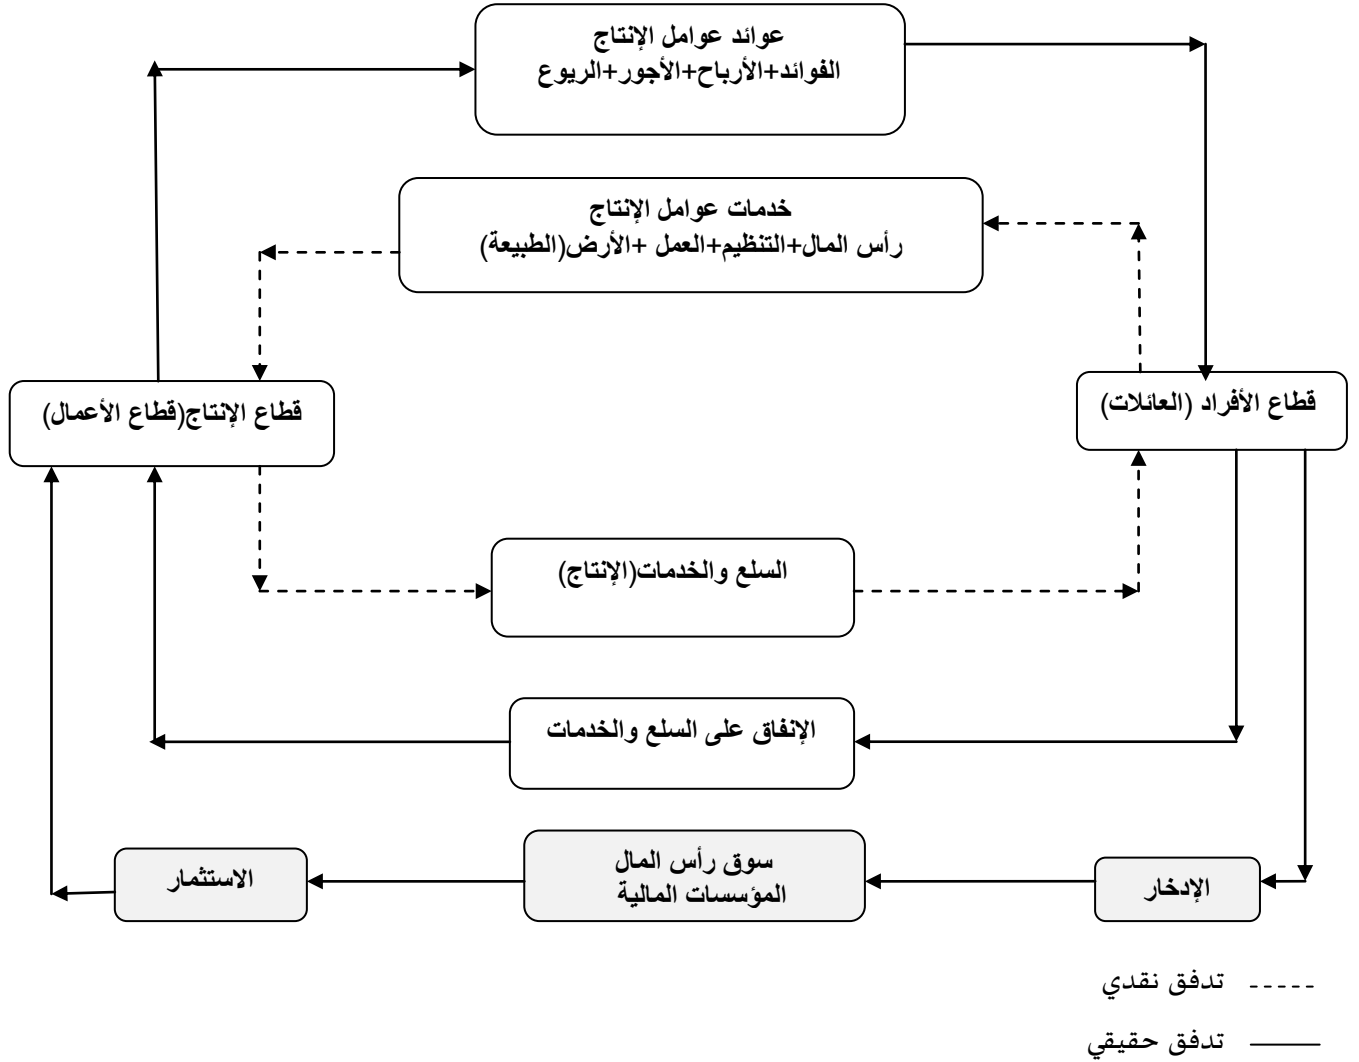 عوائد عوامل الإنتاج
الفوائد+الأرباح+الأجور+الريوع
خدمات عوامل الإنتاج
رأس المال+التنظيم+العمل +الأرض(الطبيعة)
قطاع الأفراد (العائلات)
قطاع الإنتاج(قطاع الأعمال)
السلع والخدمات(الإنتاج)
الإنفاق على السلع والخدمات
الإدخار
سوق رأس المال
المؤسسات المالية
الاستثمار
تدفق نقدي
تدفق حقيقي